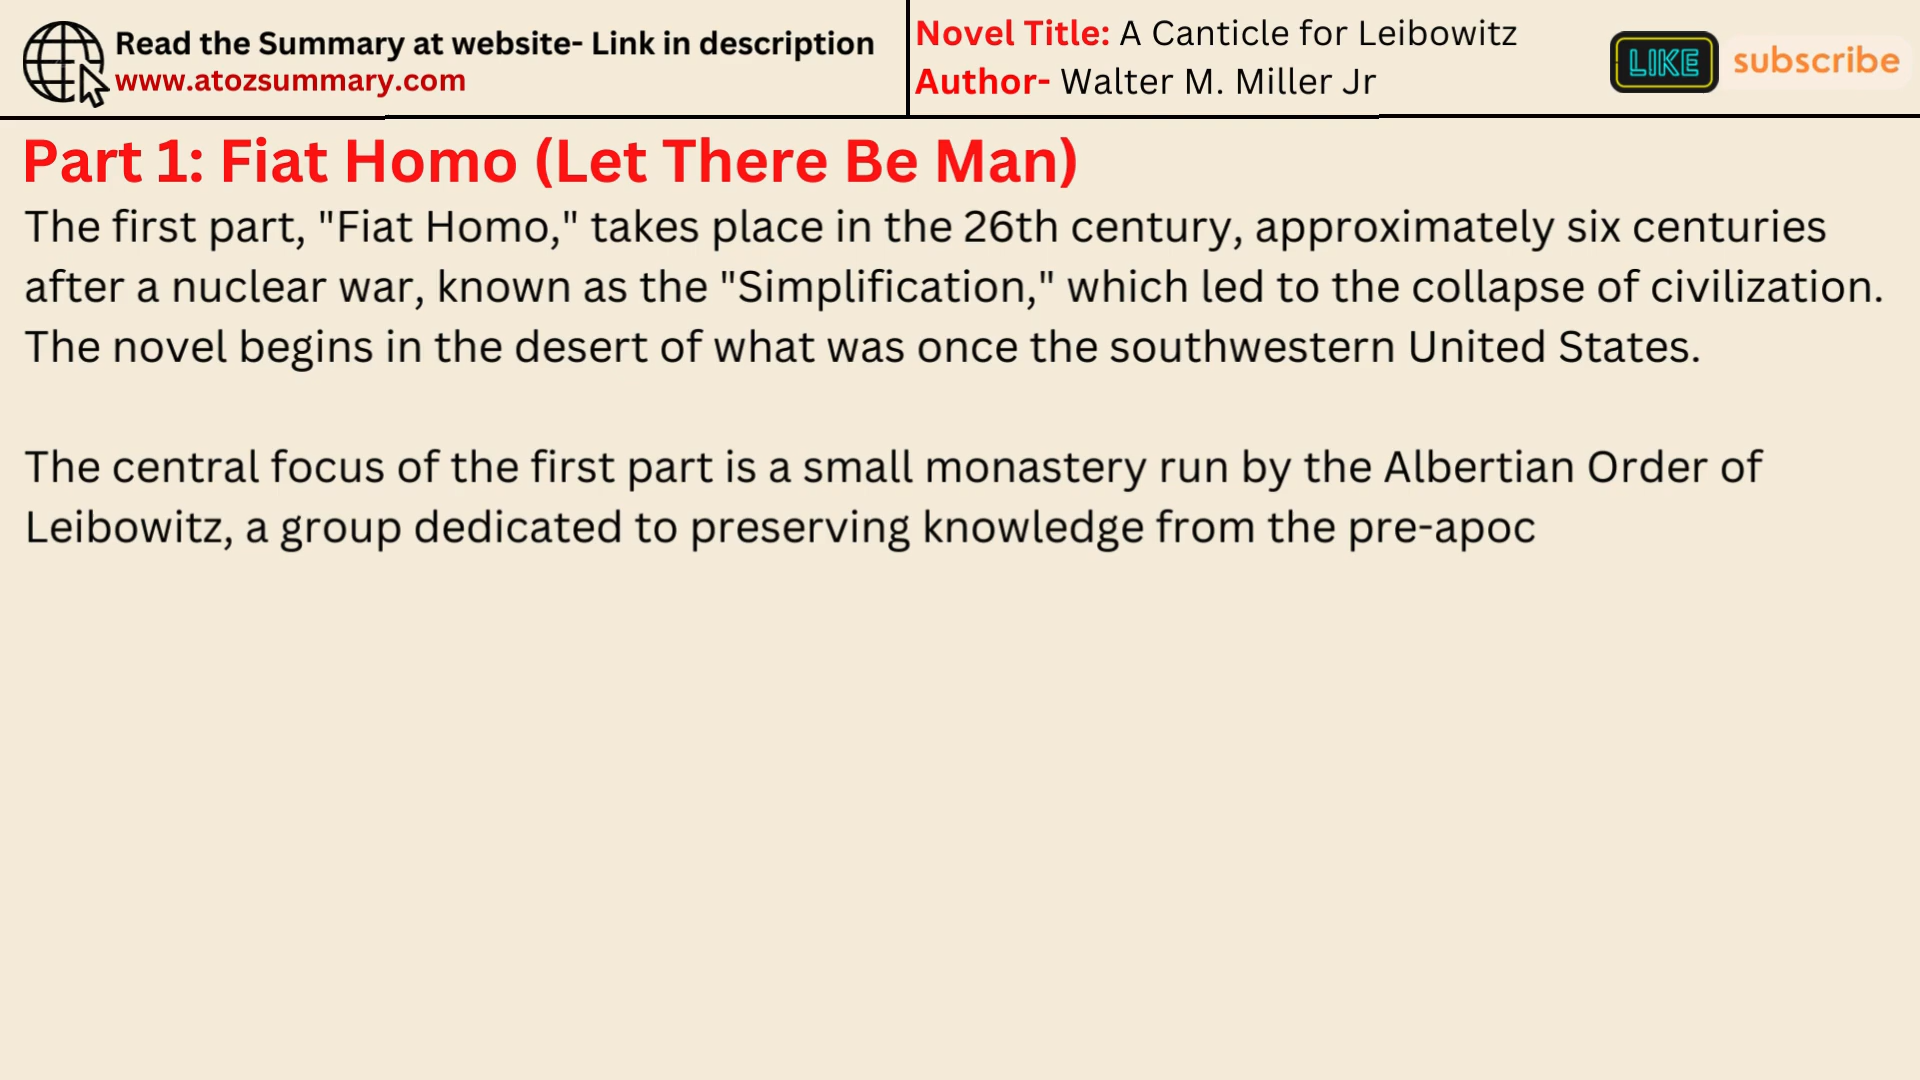 Read the Summary at website- Link in description
www.atozsummary.com
Novel Title: A Canticle for Leibowitz
Author- Walter M. Miller Jr
LIKE
subscribe
Part 1: Fiat Homo (Let There Be Man)
The first part, "Fiat Homo," takes place in the 26th century, approximately six centuries
after a nuclear war, known as the "Simplification," which led to the collapse of civilization.
The novel begins in the desert of what was once the southwestern United States.
The central focus of the first part is a small monastery run by the Albertian Order of
Leibowitz, a group dedicated to preserving knowledge from the pre-apoc